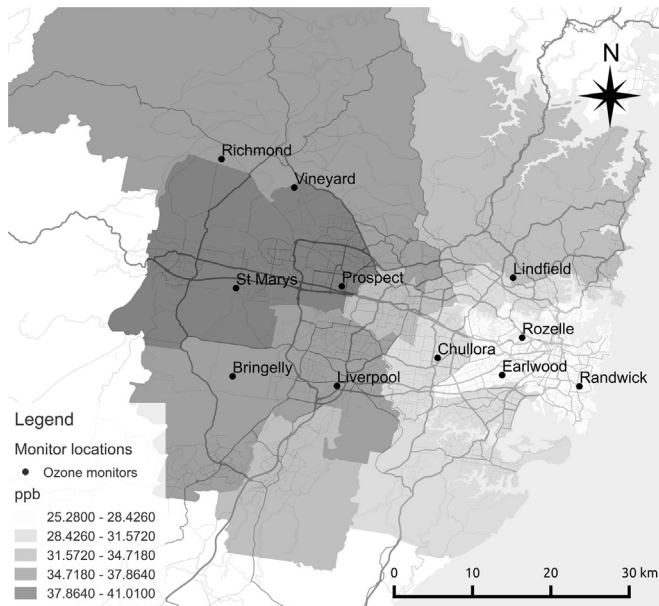 N
Richmond
Vineyard
St Marys
Prospect
Lindfield
Rozelle
Chullora
Earlwood
Bringelly
Liverpool
Randwick
Legend
Monitor locations
Ozone monitors
ppb
25.2800 - 28.4260
28.4260 - 31.5720
31.5720 - 34.7180
34.7180 - 37.8640
37.8640 - 41.0100
0 10 20 30 km